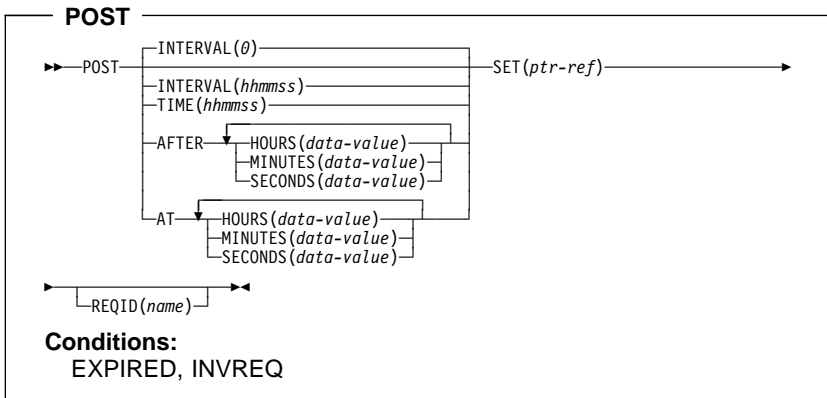 POST
INTERVAL(0)
POST SET(ptr-ref)
INTERVAL(hhmmss)
TIME(hhmmss)
AFTER HOURS(data-value)
MINUTES(data-value)
SECONDS(data-value)
AT HOURS(data-value)
MINUTES(data-value)
SECONDS(data-value)
REQID(name)
Conditions:
EXPIRED, INVREQ